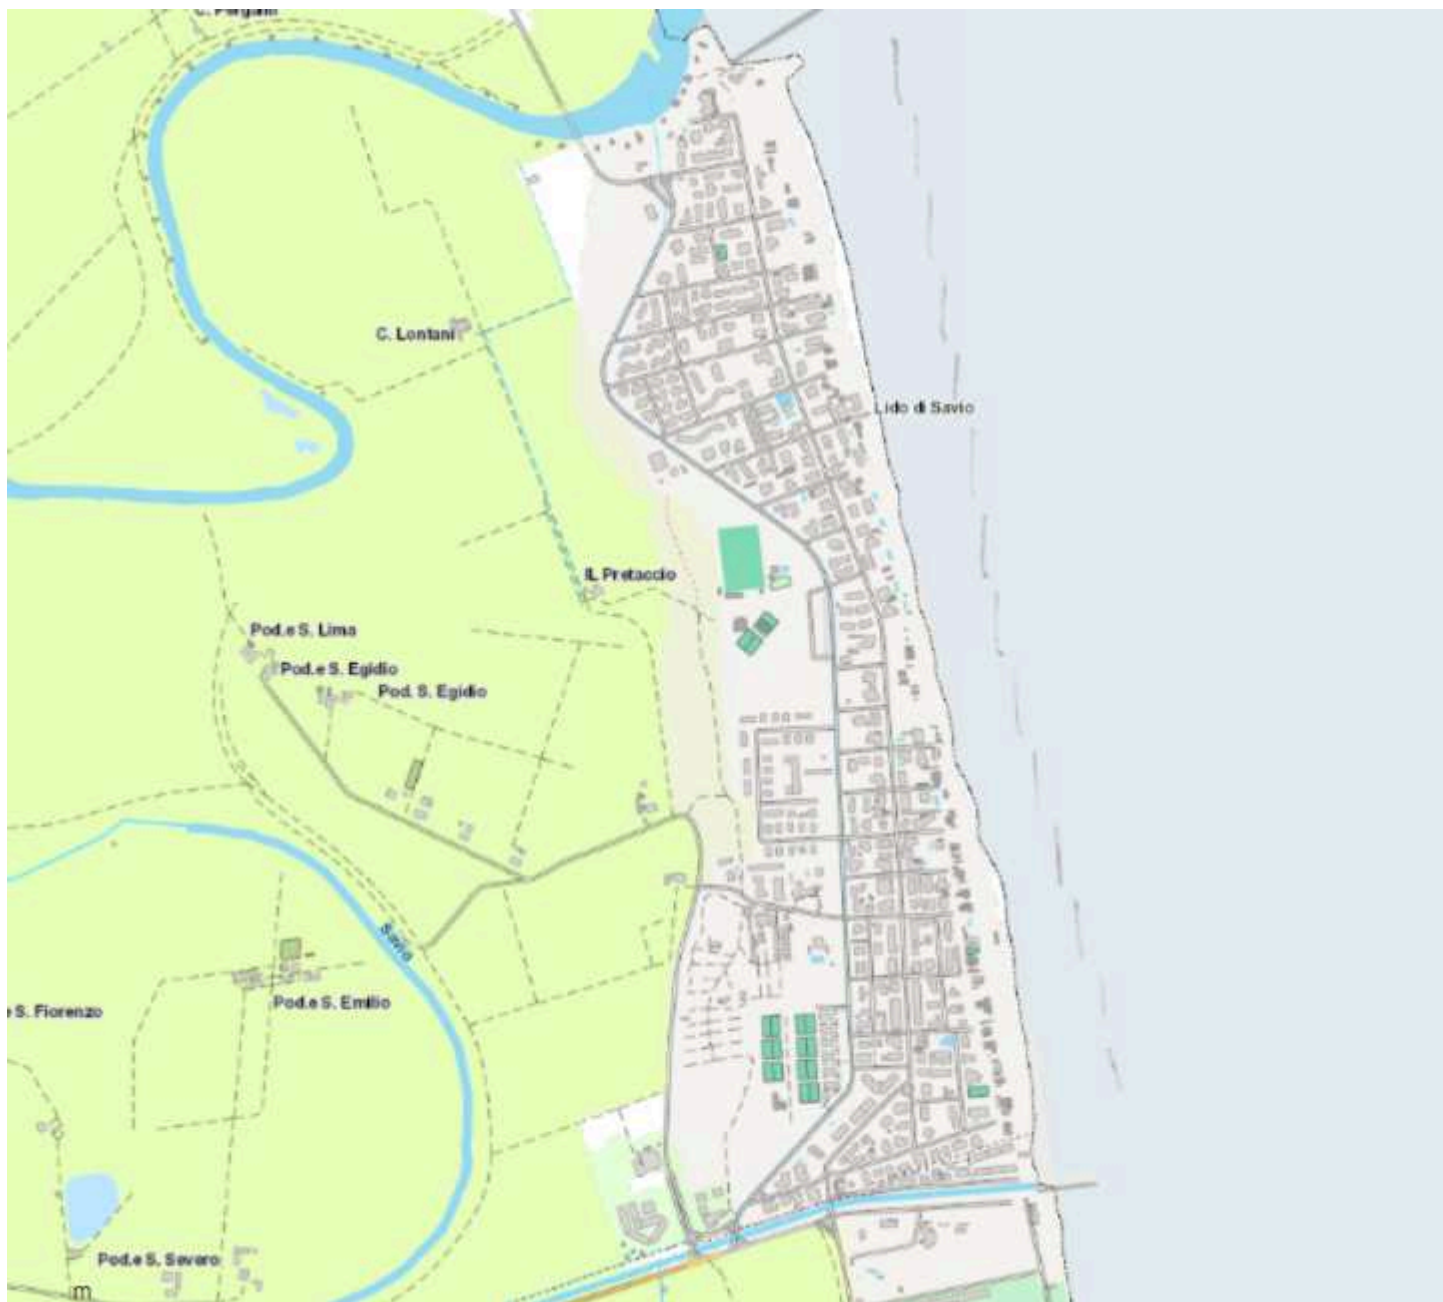 C. Lontani
Lido di Savio
IL Pretaccio
Pod.e S. Lima
Pod.e S. Egidio
Pod. S. Egidio
Savio
Pod.e S. Emilio
e S. Fiorenzo
Pod.e S. Severo
m